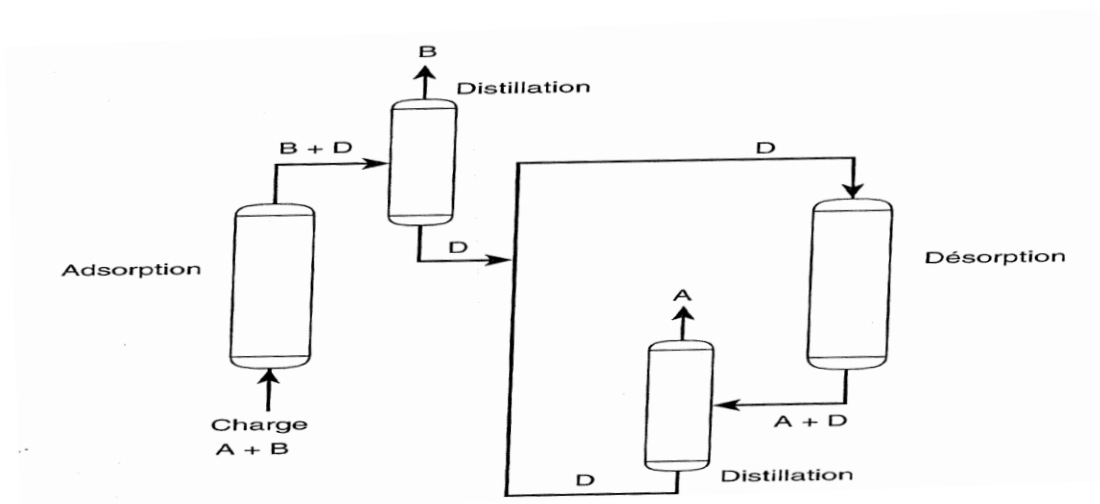 B
Distillation
B + D
D
D
Adsorption
Désorption
A
Charge
A + B
A + D
Distillation
D